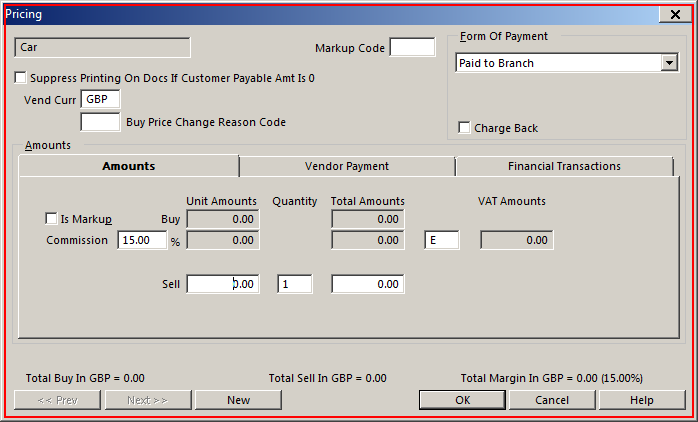 Pricing
Car
Markup Code
Form Of Payment
Paid to Branch
Suppress Printing On Docs If Customer Payable Amt Is 0
Vend Curr GBP
Buy Price Change Reason Code
Charge Back
Amounts
Amounts Vendor Payment Financial Transactions
Unit Amounts Quantity Total Amounts VAT Amounts
Is Markup Buy 0.00 0.00
Commission 15.00 % 0.00 0.00 E 0.00
Sell 0.00 1 0.00
Total Buy In GBP = 0.00 Total Sell In GBP = 0.00 Total Margin In GBP = 0.00 (15.00%)
<< Prev Next >> New OK Cancel Help